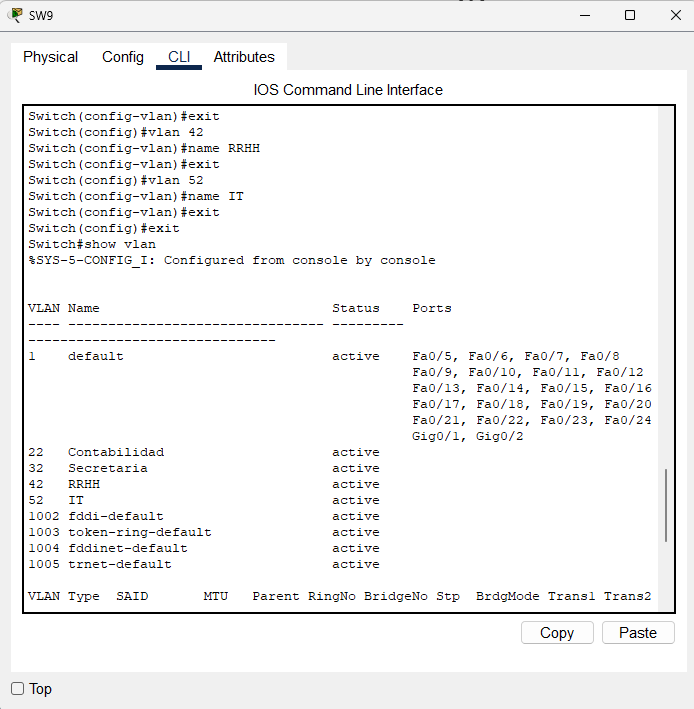 SW9
Physical Config CLI Attributes
IOS Command Line Interface
Switch(config-vlan)#exit
Switch(config)#vlan 42
Switch(config-vlan)#name RRHH
Switch(config-vlan)#exit
Switch(config)#vlan 52
Switch(config-vlan)#name IT
Switch(config-vlan)#exit
Switch(config)#exit
Switch#show vlan
%SYS-5-CONFIG_I: Configured from console by console
VLAN Name                             Status    Ports
---- -------------------------------- ---------
-------------------------------
1    default                          active    Fa0/5, Fa0/6, Fa0/7, Fa0/8
                                                Fa0/9, Fa0/10, Fa0/11, Fa0/12
                                                Fa0/13, Fa0/14, Fa0/15, Fa0/16
                                                Fa0/17, Fa0/18, Fa0/19, Fa0/20
                                                Fa0/21, Fa0/22, Fa0/23, Fa0/24
                                                Gig0/1, Gig0/2
22   Contabilidad                     active
32   Secretaria                       active
42   RRHH                             active
52   IT                               active
1002 fddi-default                     active
1003 token-ring-default               active
1004 fddinet-default                  active
1005 trnet-default                    active
VLAN Type  SAID       MTU   Parent RingNo BridgeNo Stp  BrdgMode Trans1 Trans2
Copy Paste
Top